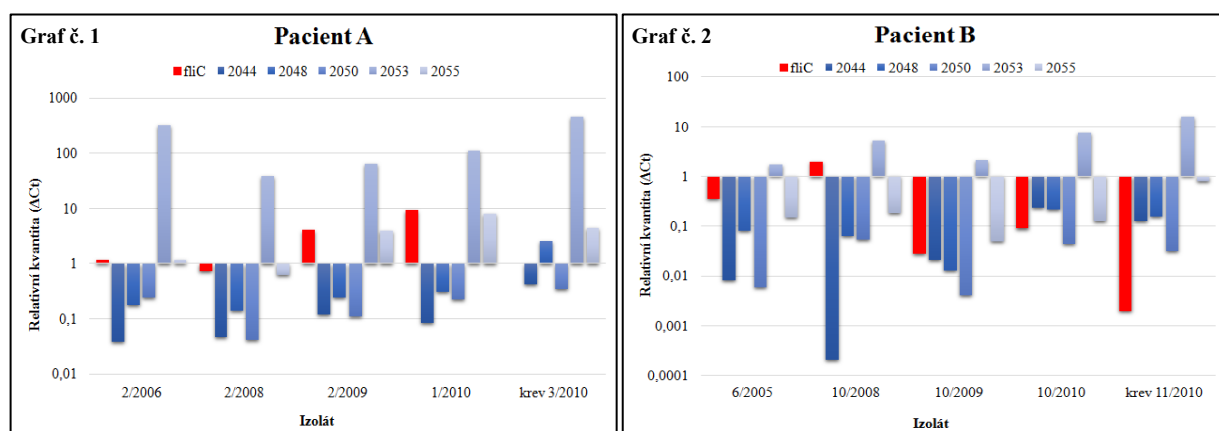 Graf č. 1
Pacient A
fliC 2044 2048 2050 2053 2055
1000
100
10
1
0,1
0,01
Relativní kvantita (ΔCt)
2/2006 2/2008 2/2009 1/2010 krev 3/2010
Izolát
Graf č. 2
Pacient B
fliC 2044 2048 2050 2053 2055
100
10
1
0,1
0,01
0,001
0,0001
Relativní kvantita (ΔCt)
6/2005 10/2008 10/2009 10/2010 krev 11/2010
Izolát